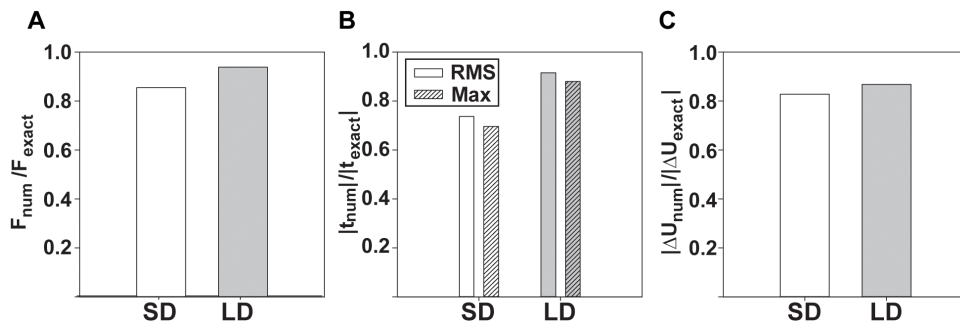 A
1.0
0.8
0.6
0.4
0.2
F_num /F_exact
SD LD
B
1.0
0.8
0.6
0.4
0.2
|t_num|/|t_exact|
RMS
Max
SD LD
C
1.0
0.8
0.6
0.4
0.2
|ΔU_num|/|ΔU_exact|
SD LD